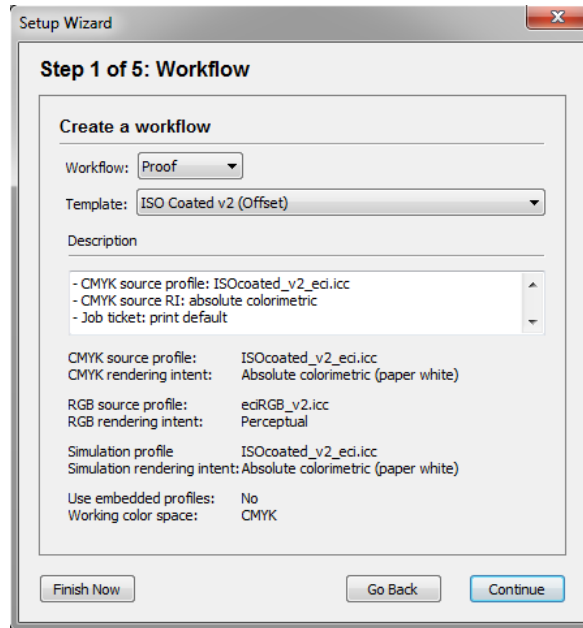 Setup Wizard
Step 1 of 5: Workflow
Create a workflow
Workflow: Proof
Template: ISO Coated v2 (Offset)
Description
- CMYK source profile: ISOcoated_v2_eci.icc
- CMYK source RI: absolute colorimetric
- Job ticket: print default
CMYK source profile: ISOcoated_v2_eci.icc
CMYK rendering intent: Absolute colorimetric (paper white)
RGB source profile: eciRGB_v2.icc
RGB rendering intent: Perceptual
Simulation profile ISOcoated_v2_eci.icc
Simulation rendering intent: Absolute colorimetric (paper white)
Use embedded profiles: No
Working color space: CMYK
Finish Now Go Back Continue